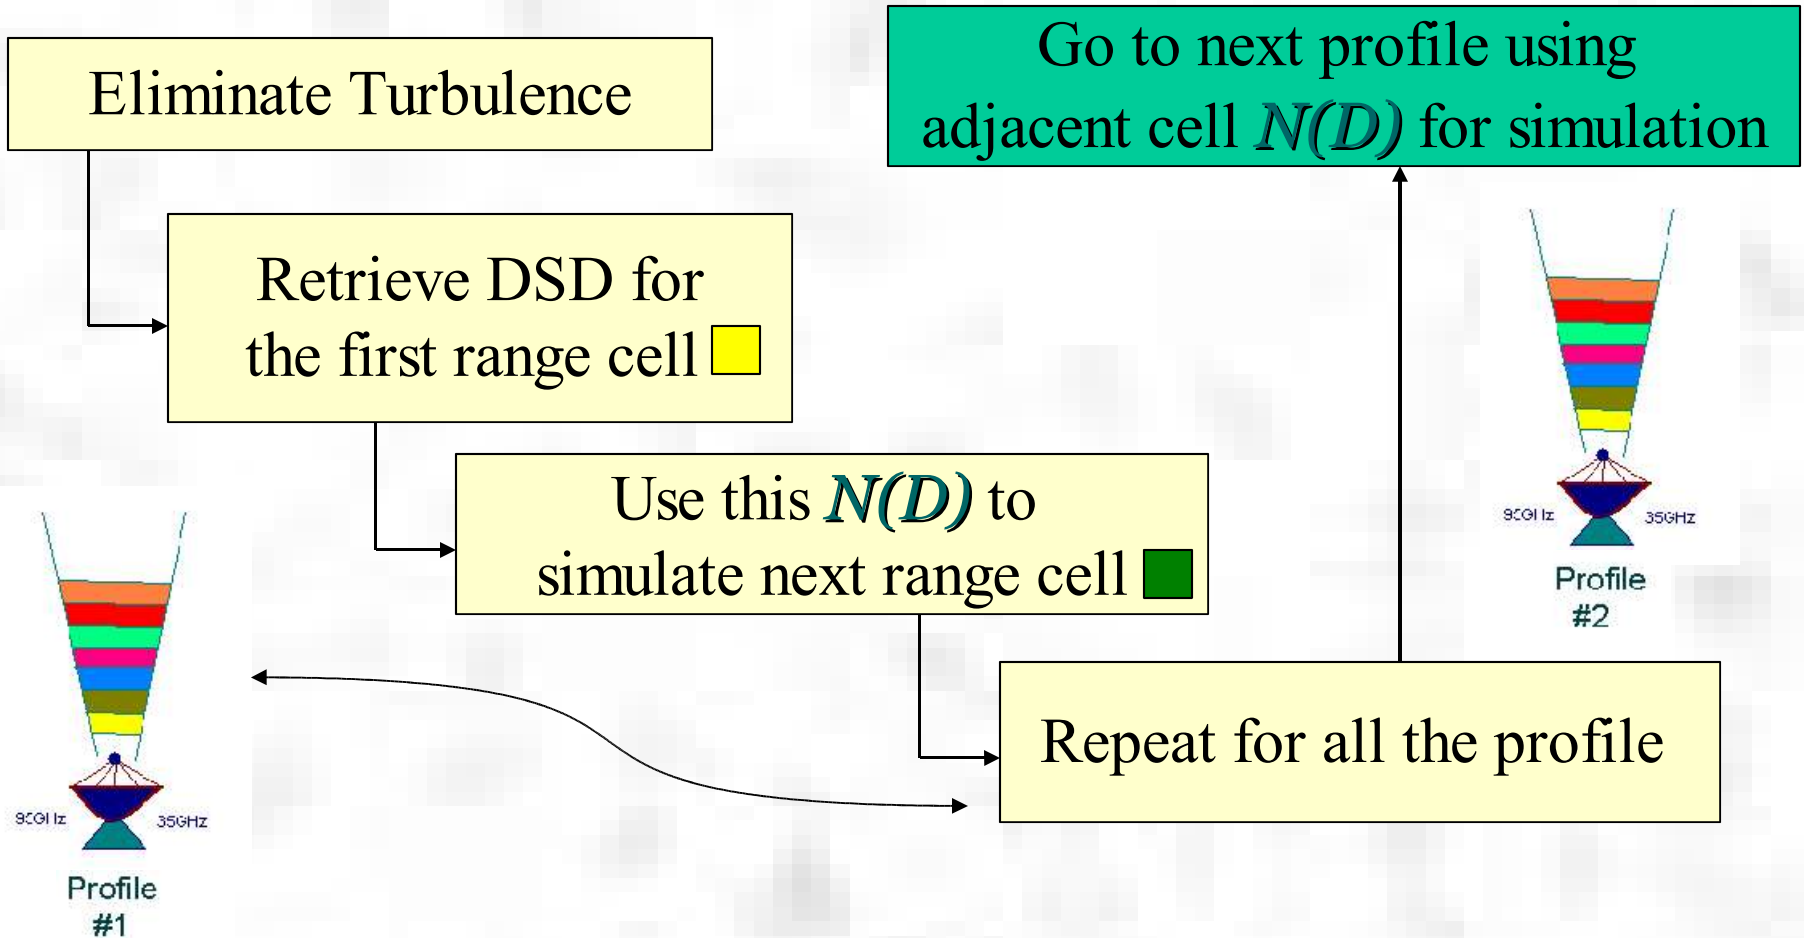 Eliminate Turbulence
Go to next profile using
adjacent cell N(D) for simulation
Retrieve DSD for
the first range cell
Use this N(D) to
simulate next range cell
Repeat for all the profile
35GHz
Profile
#2
35GHz
Profile
#1